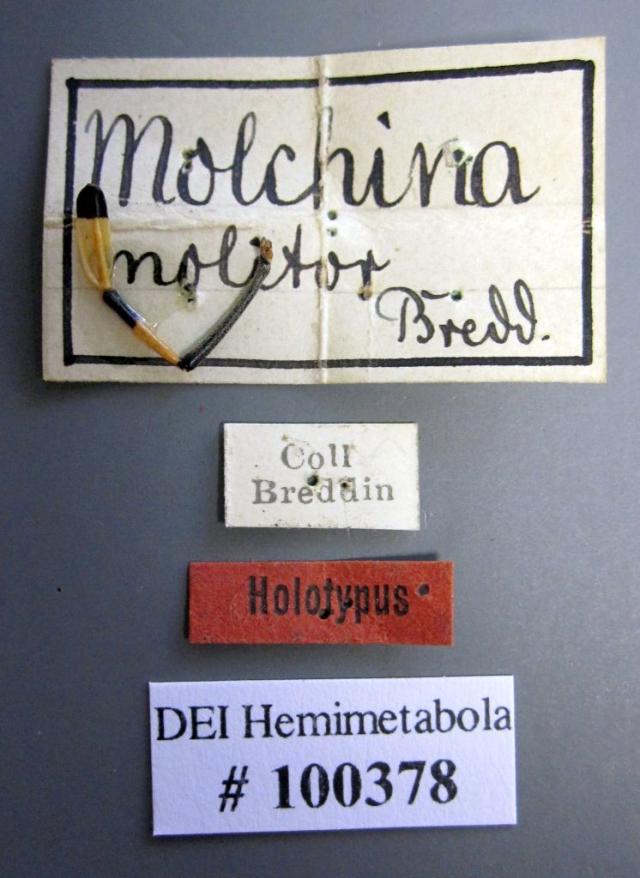 Molchina
molitor
Bredd.
Coll
Breddin
Holotypus
DEI Hemimetabola
# 100378